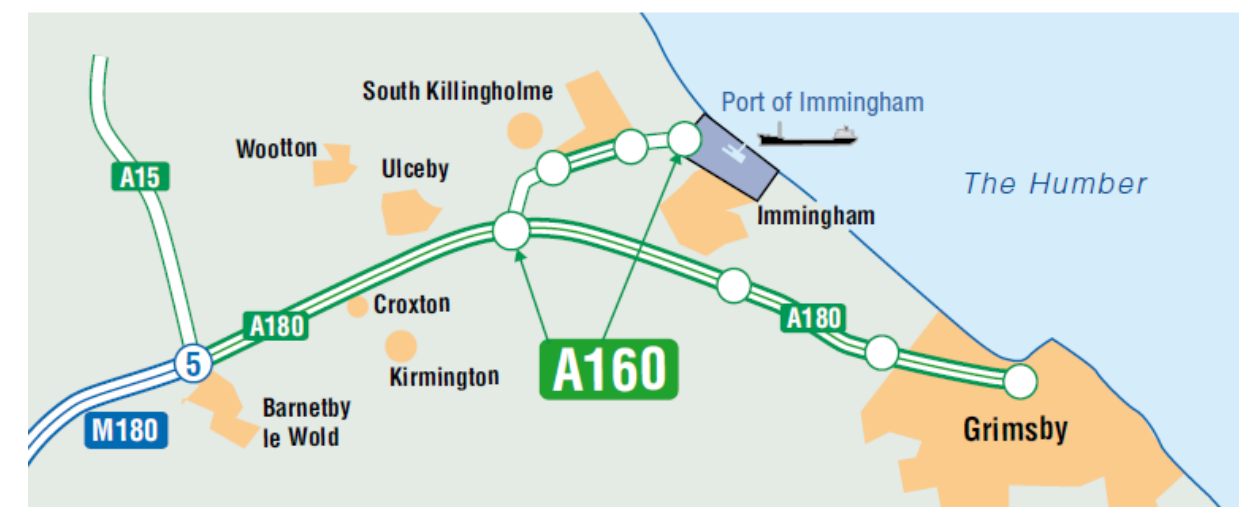 South Killingholme
Port of Immingham
Wootton
Ulceby
A15
The Humber
Immingham
Croxton
A180
A180
5
Kirmington
A160
Barnetby
le Wold
M180
Grimsby